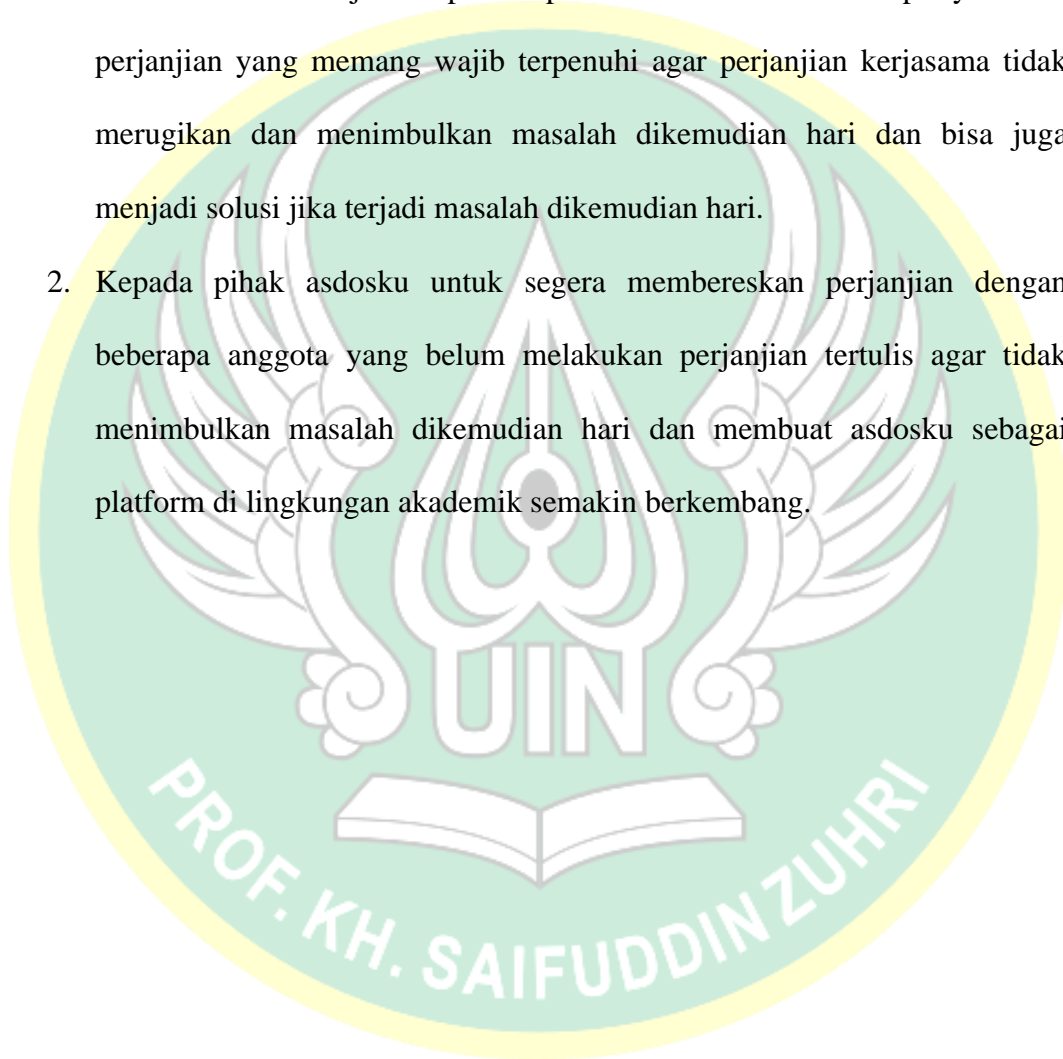 perjanjian yang memang wajib terpenuhi agar perjanjian kerjasama tidak
merugikan dan menimbulkan masalah dikemudian hari dan bisa juga
menjadi solusi jika terjadi masalah dikemudian hari.
2. Kepada pihak asdosku untuk segera membereskan perjanjian dengan
beberapa anggota yang belum melakukan perjanjian tertulis agar tidak
menimbulkan masalah dikemudian hari dan membuat asdosku sebagai
platform di lingkungan akademik semakin berkembang.
UIN
PROF. KH. SAIFUDDIN ZUHRI